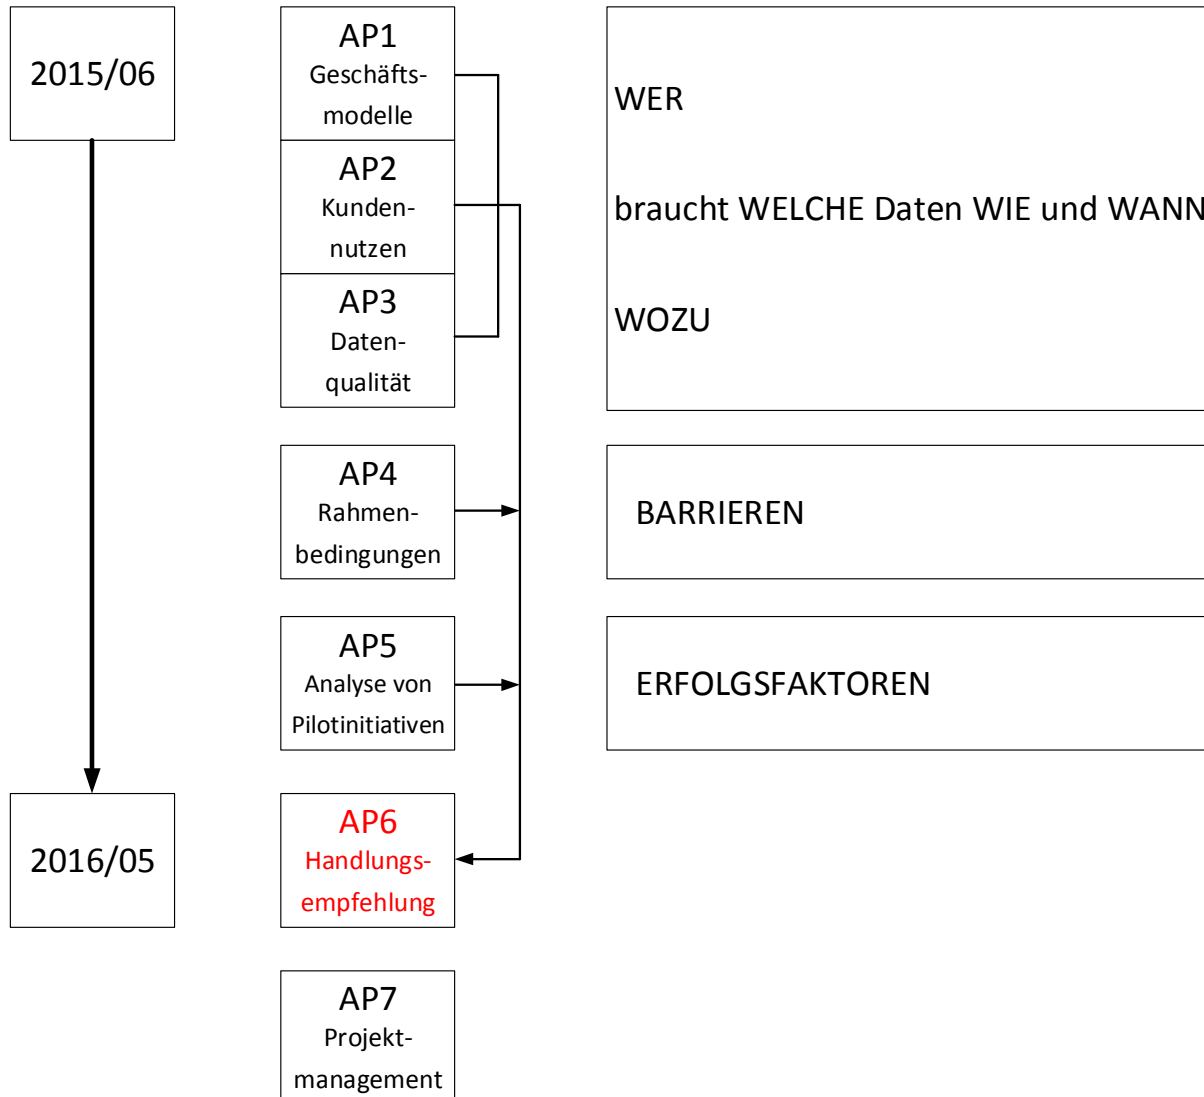 2015/06
AP1
Geschäfts-
modelle
AP2
Kunden-
nutzen
AP3
Daten-
qualität
WER
braucht WELCHE Daten WIE und WANN
WOZU
AP4
Rahmen-
bedingungen
BARRIEREN
AP5
Analyse von
Pilotinitiativen
ERFOLGSFAKTOREN
2016/05
AP6
Handlungs-
empfehlung
AP7
Projekt-
management